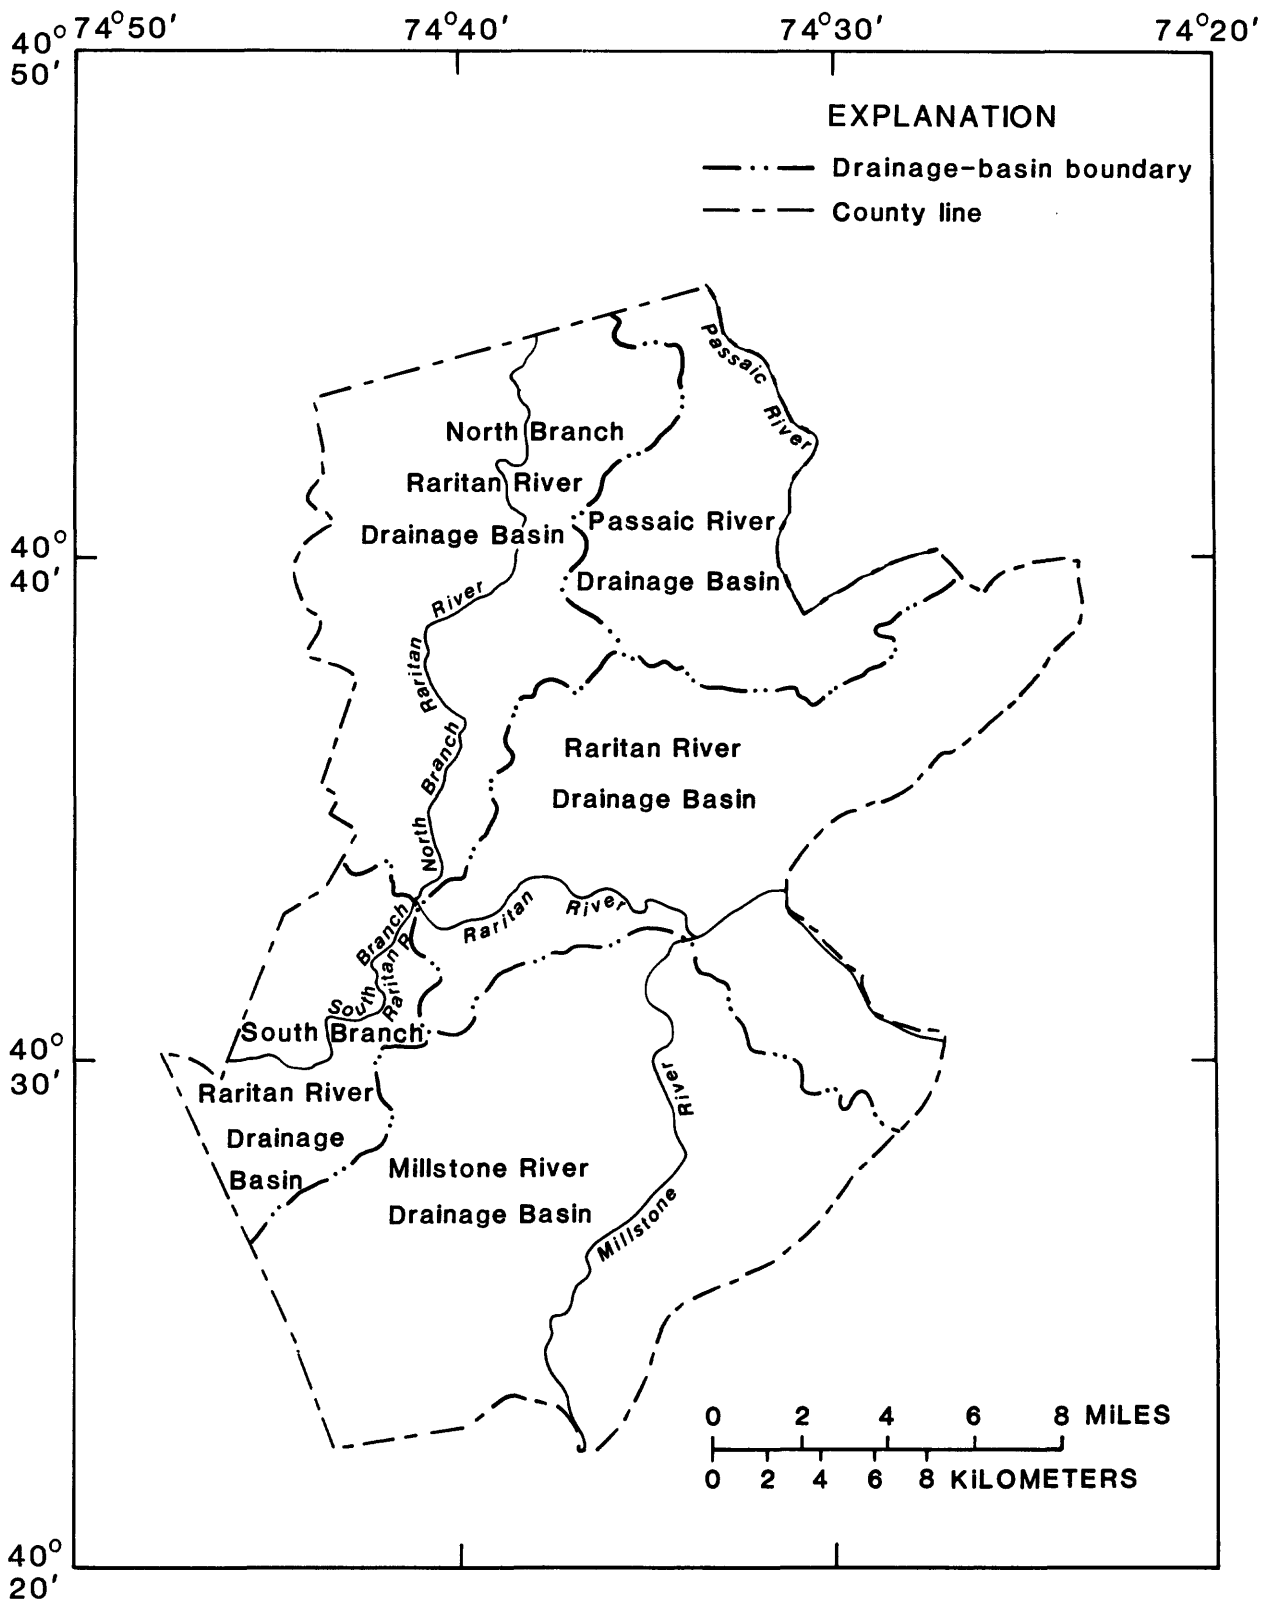 74°50' 74°40' 74°30' 74°20'
40°
50'
EXPLANATION
Drainage-basin boundary
County line
Passaic
River
North Branch
Raritan River
Drainage Basin
Passaic River
Drainage Basin
40°
40'
River
Raritan
Branch
North
Raritan River
Drainage Basin
Raritan River
South Branch
Raritan R
South Branch
Raritan River
Drainage
Basin
40°
30'
River
Millstone
Millstone River
Drainage Basin
0 2 4 6 8 MILES
0 2 4 6 8 KILOMETERS
40°
20'